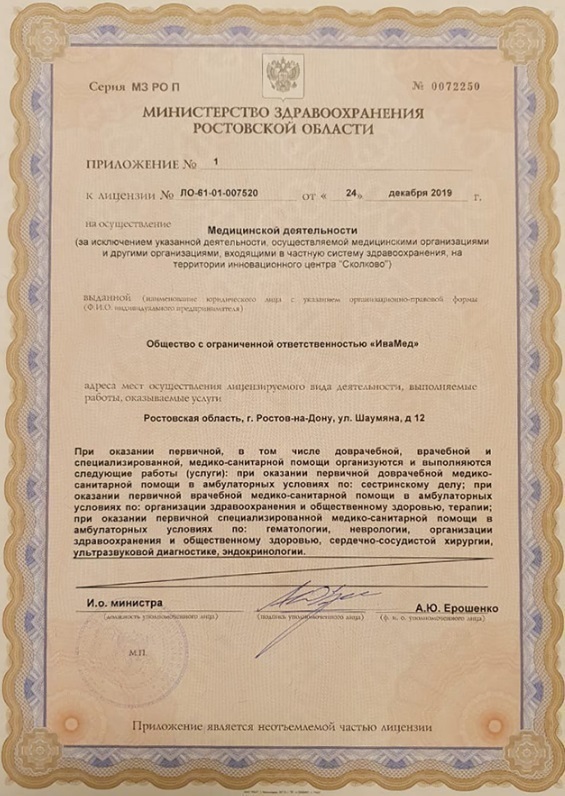 Серия МЗ РО П № 0072250
МИНИСТЕРСТВО ЗДРАВООХРАНЕНИЯ
РОСТОВСКОЙ ОБЛАСТИ
ПРИЛОЖЕНИЕ № 1
к лицензии № ЛО-61-01-007520 от « 24 » декабря 2019 г.
на осуществление
Медицинской деятельности
(за исключением указанной деятельности, осуществляемой медицинскими организациями
и другими организациями, входящими в частную систему здравоохранения, на
территории инновационного центра "Сколково")
выданной (наименование юридического лица с указанием организационно-правовой формы
(Ф.И.О. индивидуального предпринимателя)
Общество с ограниченной ответственностью «ИваМед»
адреса мест осуществления лицензируемого вида деятельности, выполняемые
работы, оказываемые услуги
Ростовская область, г. Ростов-на-Дону, ул. Шаумяна, д 12
При оказании первичной, в том числе доврачебной, врачебной и
специализированной, медико-санитарной помощи организуются и выполняются
следующие работы (услуги): при оказании первичной доврачебной медико-
санитарной помощи в амбулаторных условиях по: сестринскому делу; при
оказании первичной врачебной медико-санитарной помощи в амбулаторных
условиях по: организации здравоохранения и общественному здоровью, терапии;
при оказании первичной специализированной медико-санитарной помощи в
амбулаторных условиях по: гематологии, неврологии, организации
здравоохранения и общественному здоровью, сердечно-сосудистой хирургии,
ультразвуковой диагностике, эндокринологии.
И.о. министра А.Ю. Ерошенко
(должность уполномоченного лица) (подпись уполномоченного лица) (ф. и. о. уполномоченного лица)
М.П.
Приложение является неотъемлемой частью лицензии